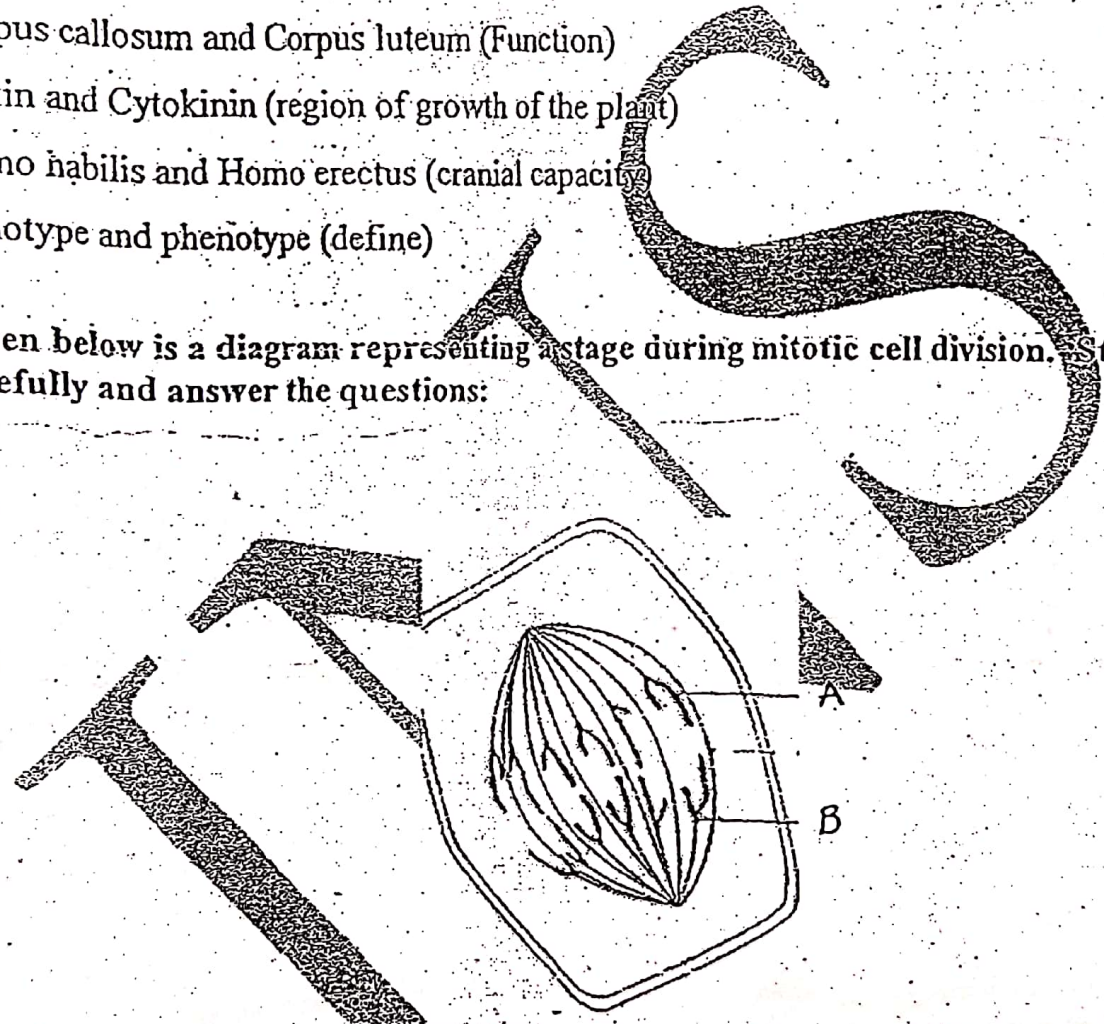 pus callosum and Corpus luteum (Function)
in and Cytokinin (region of growth of the plant)
no habilis and Homo erectus (cranial capacity)
otype and phenotype (define)
en below is a diagram representing a stage during mitotic cell division. St
efully and answer the questions:
A
B